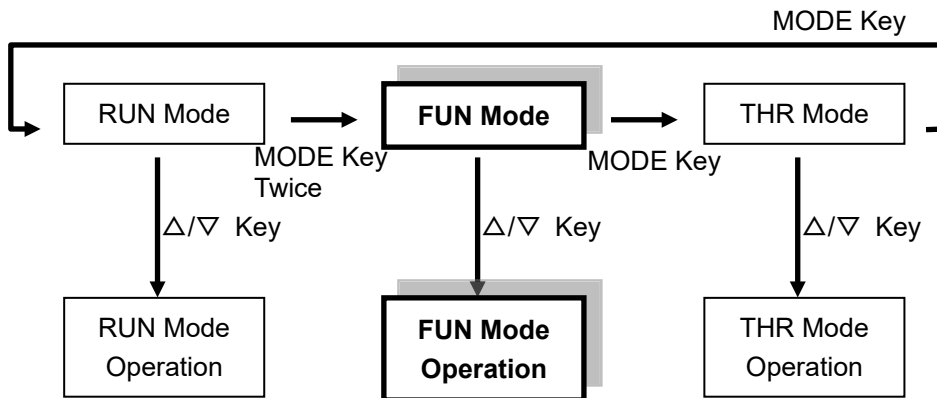 MODE Key
RUN Mode
FUN Mode
THR Mode
MODE Key
Twice
MODE Key
△/▽ Key
△/▽ Key
△/▽ Key
RUN Mode
Operation
FUN Mode
Operation
THR Mode
Operation